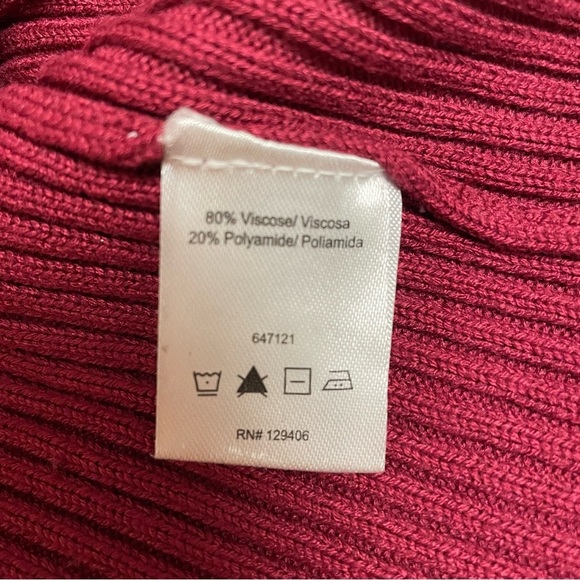 80% Viscose/ Viscosa
20% Polyamide/ Poliamida
647121
RN# 129406